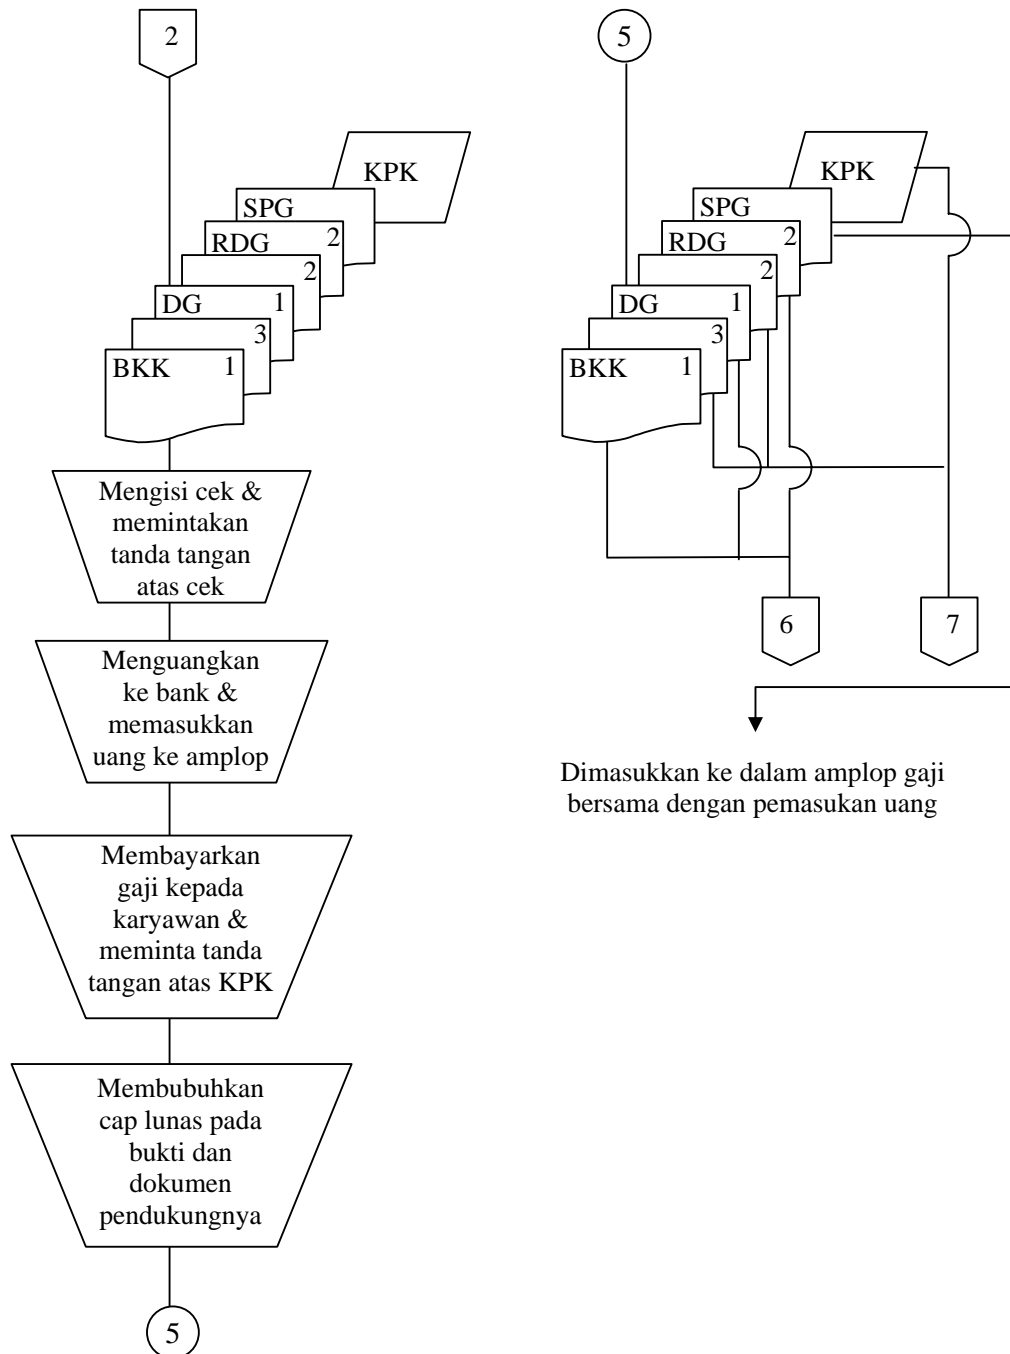 2
KPK
SPG
RDG 2
2
DG 1
3
BKK 1
Mengisi cek &
memintakan
tanda tangan
atas cek
Menguangkan
ke bank &
memasukkan
uang ke amplop
Membayarkan
gaji kepada
karyawan &
meminta tanda
tangan atas KPK
Membubuhkan
cap lunas pada
bukti dan
dokumen
pendukungnya
5
5
KPK
SPG
RDG 2
2
DG 1
3
BKK 1
6
7
Dimasukkan ke dalam amplop gaji
bersama dengan pemasukan uang